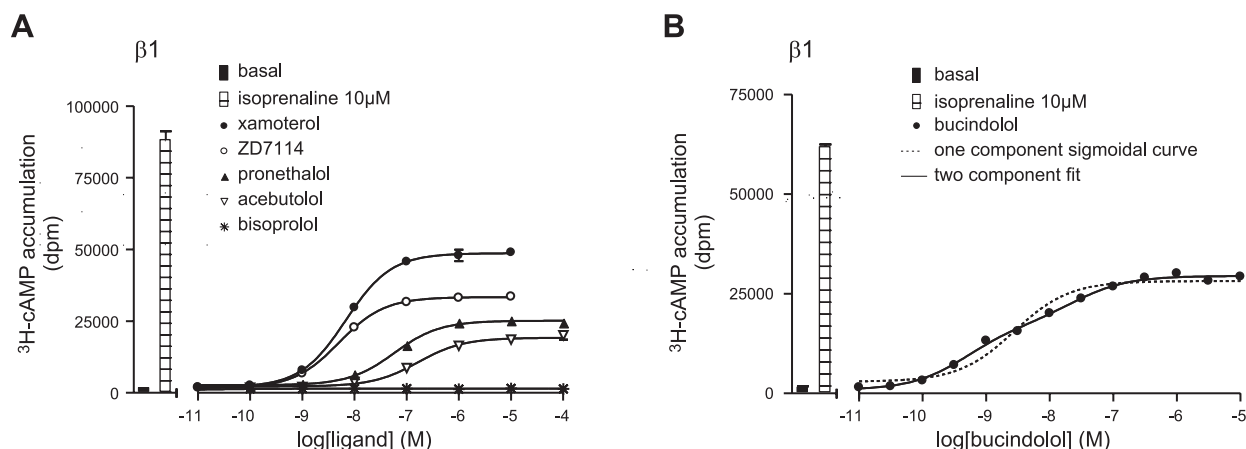 A
β1
basal
isoprenaline 10µM
xamoterol
ZD7114
pronethalol
acebutolol
bisoprolol
³H-cAMP accumulation
(dpm)
100000
75000
50000
25000
0
-11 -10 -9 -8 -7 -6 -5 -4
log[ligand] (M)
B
β1
basal
isoprenaline 10µM
bucindolol
one component sigmoidal curve
two component fit
³H-cAMP accumulation
(dpm)
75000
50000
25000
0
-11 -10 -9 -8 -7 -6 -5
log[bucindolol] (M)